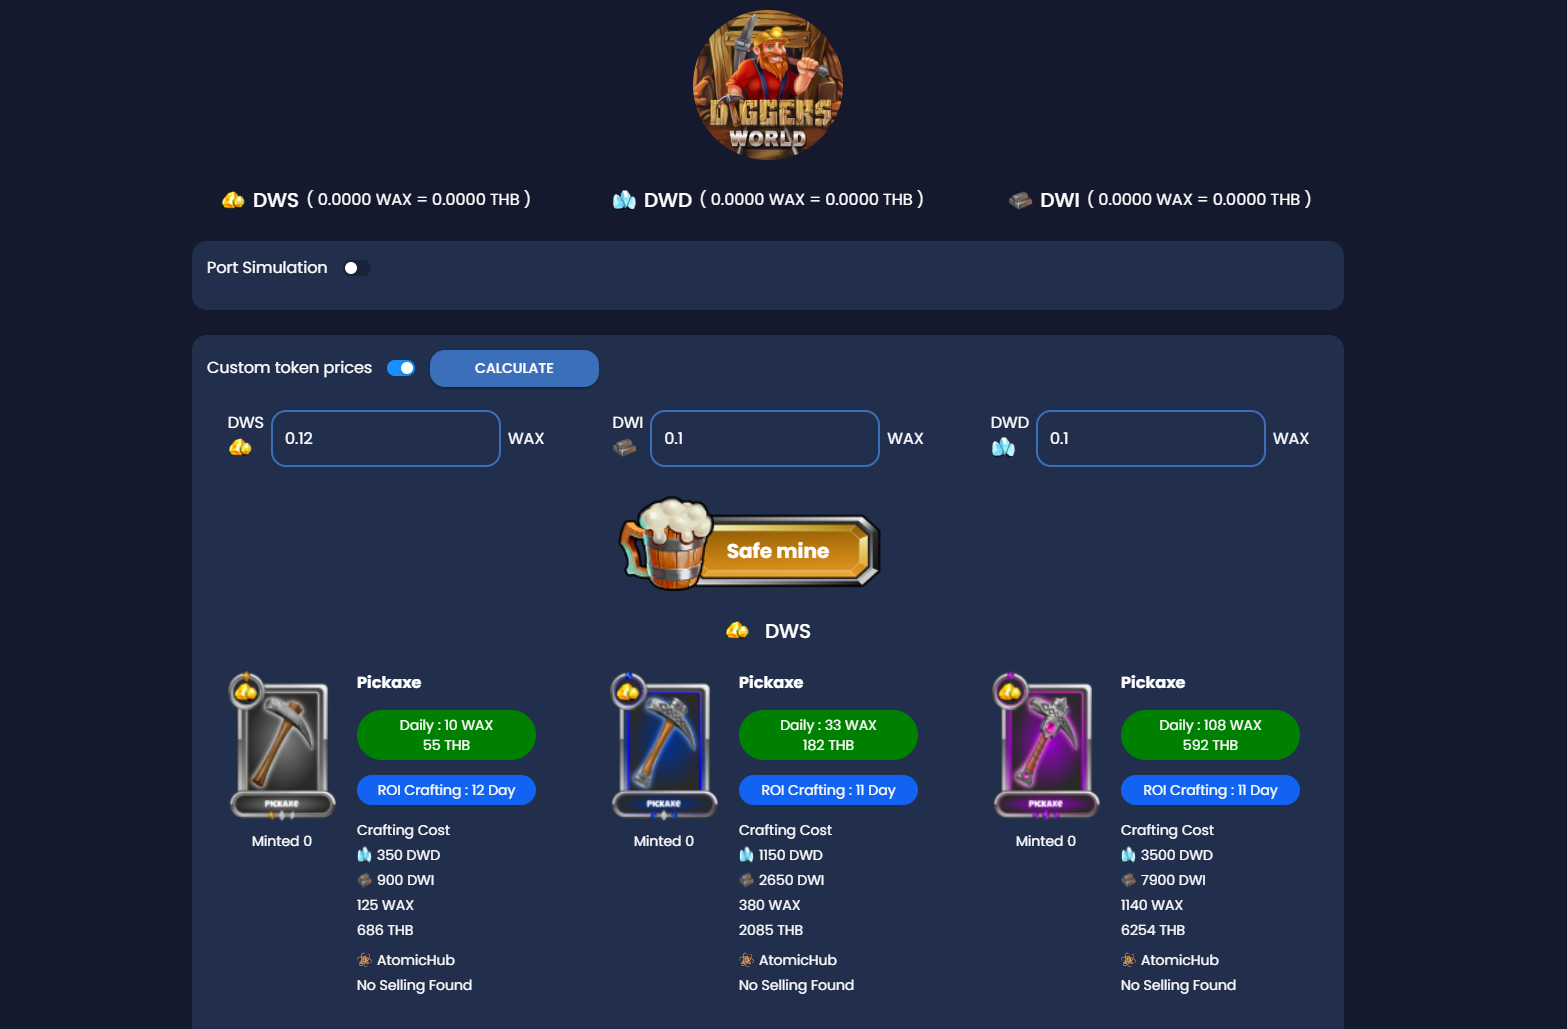 DIGGERS
WORLD
DWS ( 0.0000 WAX = 0.0000 THB )
DWD ( 0.0000 WAX = 0.0000 THB )
DWI ( 0.0000 WAX = 0.0000 THB )
Port Simulation
Custom token prices
CALCULATE
DWS 0.12 WAX
DWI 0.1 WAX
DWD 0.1 WAX
Safe mine
DWS
PICKAXE
Minted 0
Pickaxe
Daily : 10 WAX
55 THB
ROI Crafting : 12 Day
Crafting Cost
350 DWD
900 DWI
125 WAX
686 THB
AtomicHub
No Selling Found
PICKAXE
Minted 0
Pickaxe
Daily : 33 WAX
182 THB
ROI Crafting : 11 Day
Crafting Cost
1150 DWD
2650 DWI
380 WAX
2085 THB
AtomicHub
No Selling Found
PICKAXE
Minted 0
Pickaxe
Daily : 108 WAX
592 THB
ROI Crafting : 11 Day
Crafting Cost
3500 DWD
7900 DWI
1140 WAX
6254 THB
AtomicHub
No Selling Found